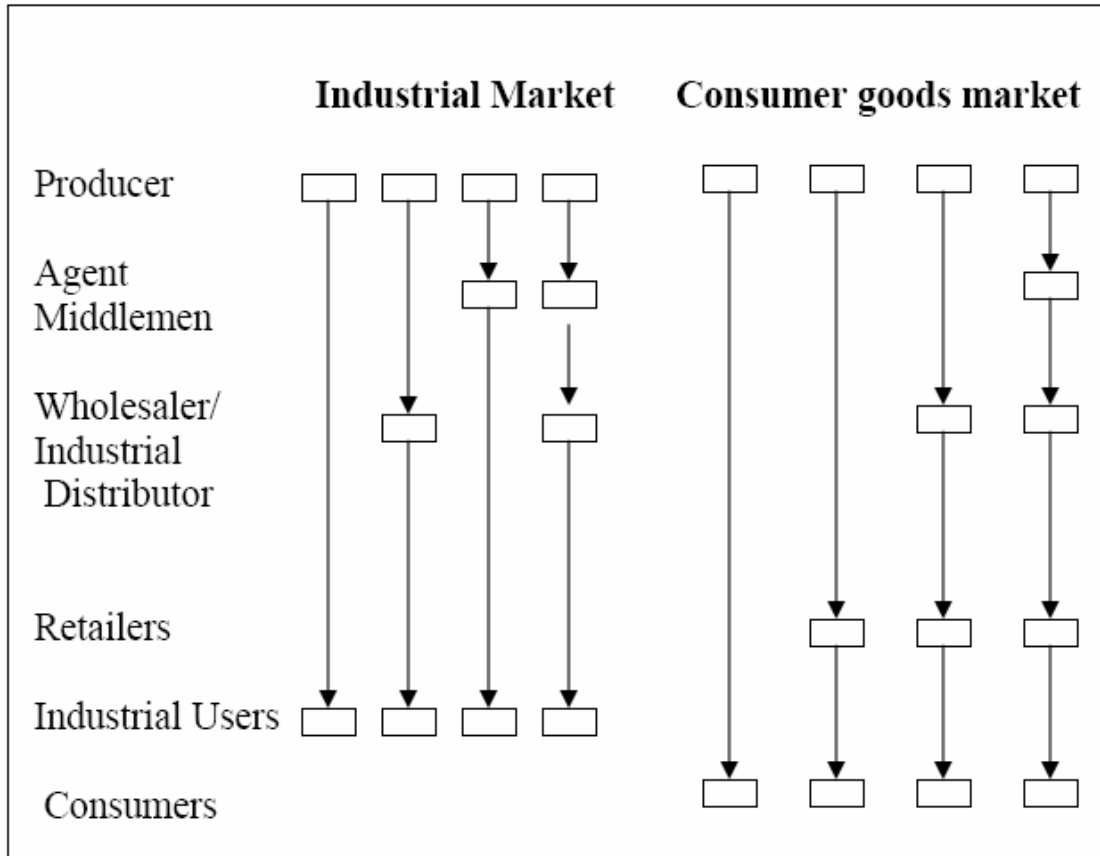 Industrial Market
Consumer goods market
Producer
Agent
Middlemen
Wholesaler/
Industrial
Distributor
Retailers
Industrial Users
Consumers